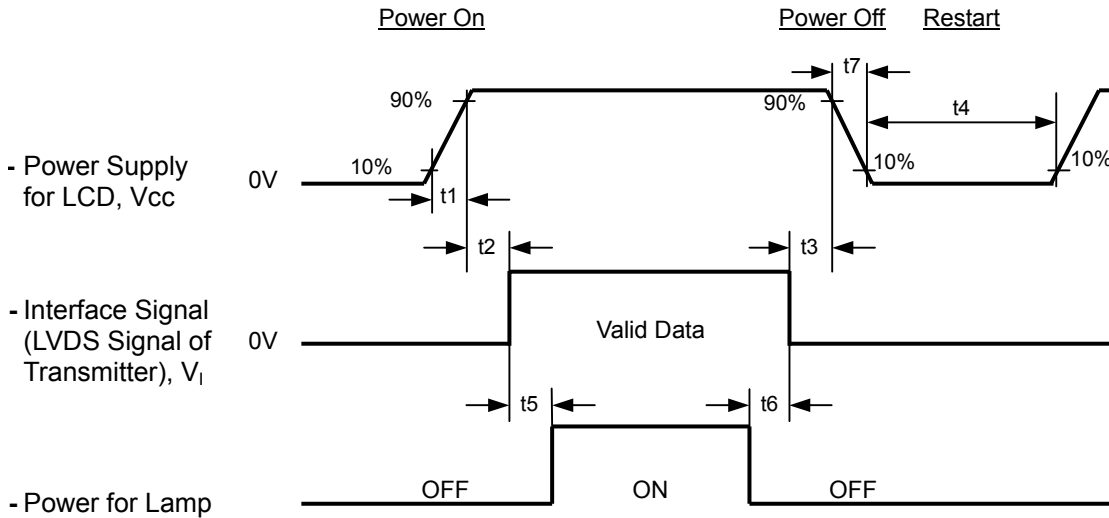 Power On
Power Off
Restart
t7
90%
90%
t4
10%
10%
10%
- Power Supply
for LCD, Vcc
0V
t1
t2
t3
- Interface Signal
(LVDS Signal of
Transmitter), VI
0V
Valid Data
t5
t6
- Power for Lamp
OFF
ON
OFF